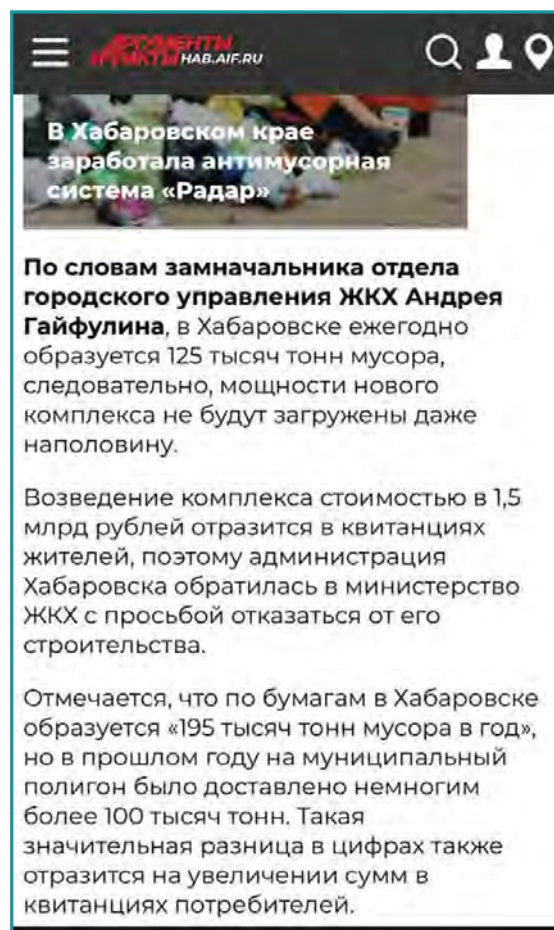 АРГУМЕНТЫ
И ФАКТЫ HAB.AIF.RU
В Хабаровском крае
заработала антимусорная
система «Радар»
По словам замначальника отдела
городского управления ЖКХ Андрея
Гайфулина, в Хабаровске ежегодно
образуется 125 тысяч тонн мусора,
следовательно, мощности нового
комплекса не будут загружены даже
наполовину.
Возведение комплекса стоимостью в 1,5
млрд рублей отразится в квитанциях
жителей, поэтому администрация
Хабаровска обратилась в министерство
ЖКХ с просьбой отказаться от его
строительства.
Отмечается, что по бумагам в Хабаровске
образуется «195 тысяч тонн мусора в год»,
но в прошлом году на муниципальный
полигон было доставлено немногим
более 100 тысяч тонн. Такая
значительная разница в цифрах также
отразится на увеличении сумм в
квитанциях потребителей.